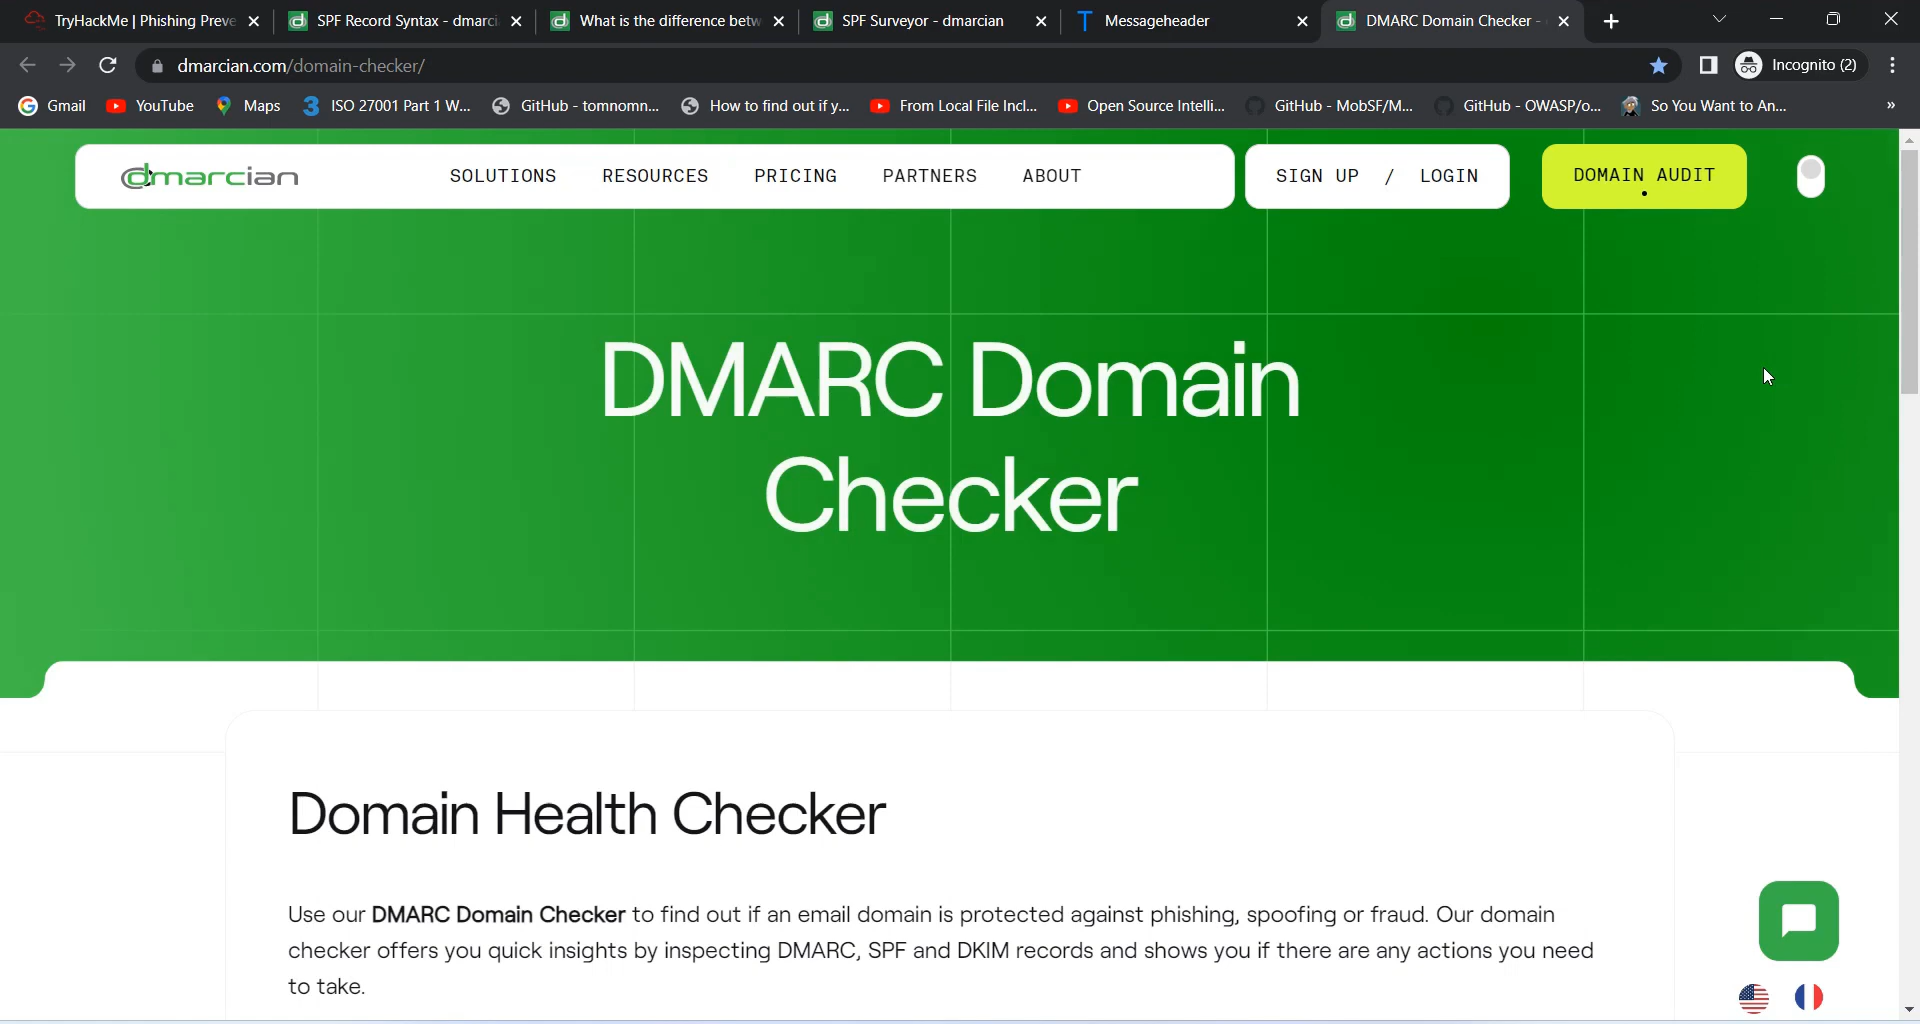 TryHackMe | Phishing Preve
SPF Record Syntax - dmarci
What is the difference betw
SPF Surveyor - dmarcian
Messageheader
DMARC Domain Checker -
dmarcian.com/domain-checker/
Incognito (2)
Gmail
YouTube
Maps
ISO 27001 Part 1 W...
GitHub - tomnomn...
How to find out if y...
From Local File Incl...
Open Source Intelli...
GitHub - MobSF/M...
GitHub - OWASP/o...
So You Want to An...
»
dmarcian
SOLUTIONS
RESOURCES
PRICING
PARTNERS
ABOUT
SIGN UP / LOGIN
DOMAIN AUDIT
DMARC Domain
Checker
Domain Health Checker
Use our DMARC Domain Checker to find out if an email domain is protected against phishing, spoofing or fraud. Our domain
checker offers you quick insights by inspecting DMARC, SPF and DKIM records and shows you if there are any actions you need
to take.